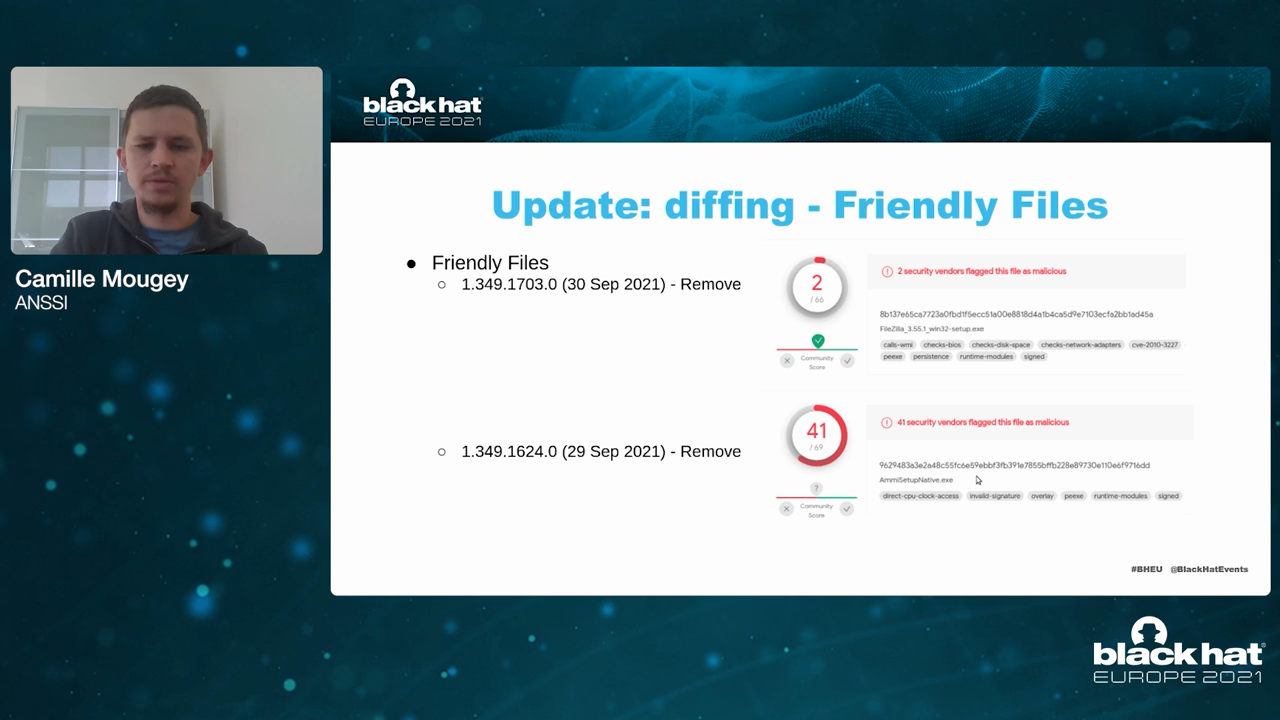 black hat
EUROPE 2021
Camille Mougey
ANSSI
Update: diffing - Friendly Files
● Friendly Files
○ 1.349.1703.0 (30 Sep 2021) - Remove
2
/ 66
Community
Score
2 security vendors flagged this file as malicious
8b137e65ca7723a0fbd1f5ecc51a00e8818d4a1b4ca5d9e7103ecfa2bb1ad45a
FileZilla_3.55.1_win32-setup.exe
calls-wmi checks-bios checks-disk-space checks-network-adapters cve-2010-3227
peexe persistence runtime-modules signed
○ 1.349.1624.0 (29 Sep 2021) - Remove
41
/ 69
?
Community
Score
41 security vendors flagged this file as malicious
9629483a3e2a48c55fc6e59ebbf3fb391e7855bffb228e89730e110e6f9716dd
AmmiSetupNative.exe
direct-cpu-clock-access invalid-signature overlay peexe runtime-modules signed
#BHEU @BlackHatEvents
black hat
EUROPE 2021